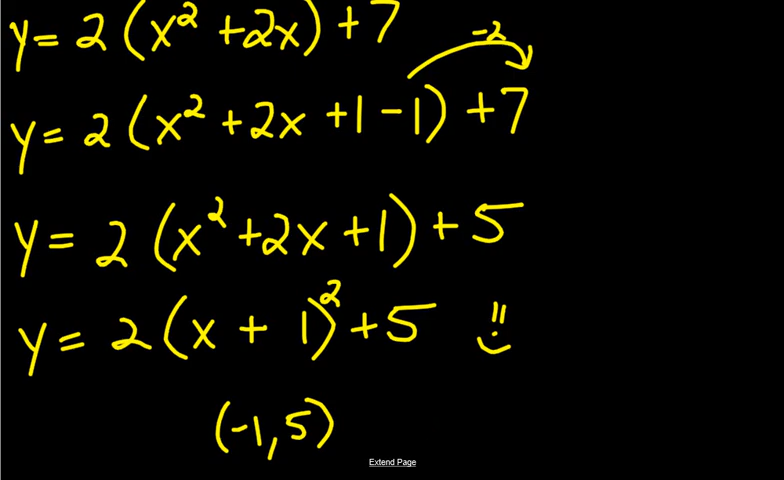 y = 2(x² + 2x) + 7
-2
y = 2(x² + 2x + 1 - 1) + 7
y = 2(x² + 2x + 1) + 5
y = 2(x + 1)² + 5
(-1, 5)
Extend Page